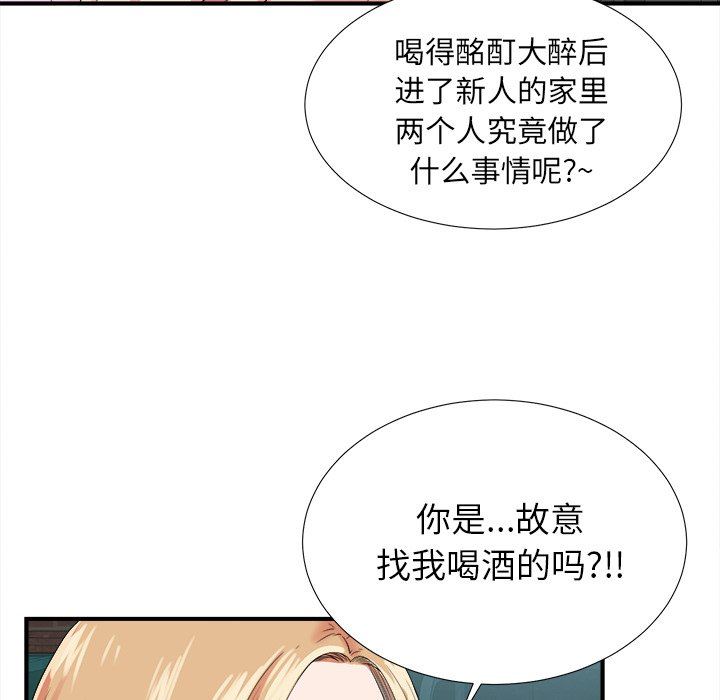 喝得酩酊大醉后
进了新人的家里
两个人究竟做了
什么事情呢?~
你是...故意
找我喝酒的吗?!!